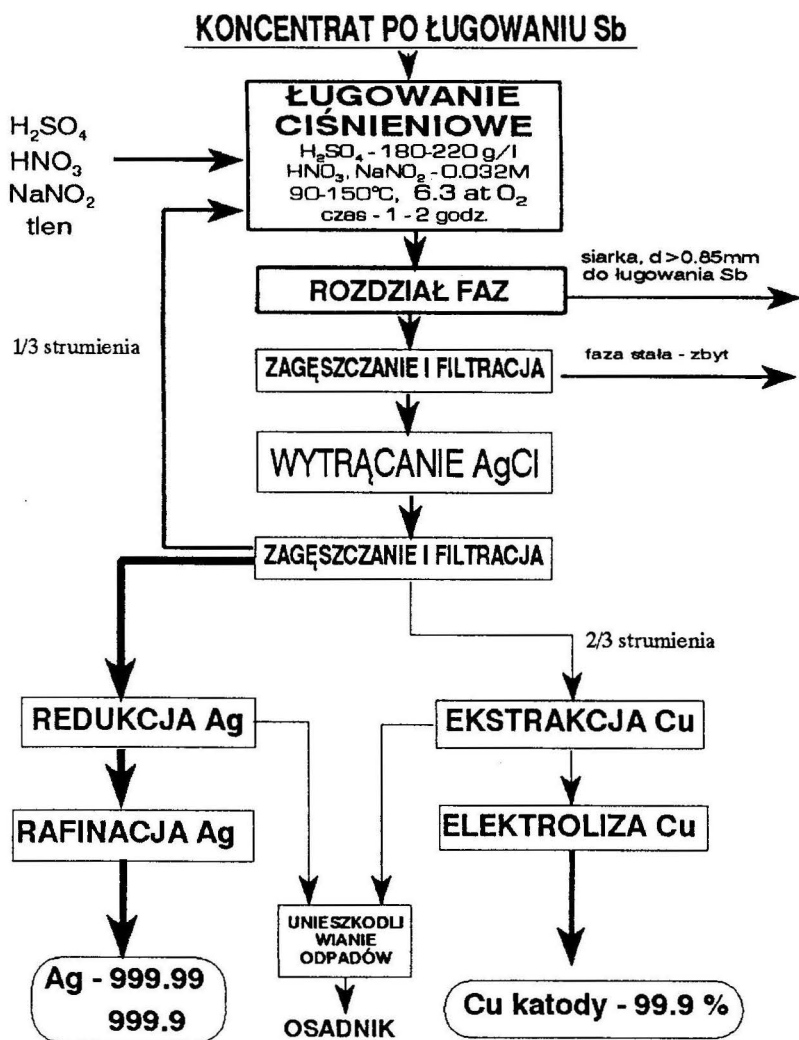 KONCENTRAT PO ŁUGOWANIU Sb
ŁUGOWANIE
CIŚNIENIOWE
H₂SO₄ - 180-220 g/l
HNO₃, NaNO₂ - 0.032M
90-150°C, 6.3 at O₂
czas - 1 - 2 godz.
H₂SO₄
HNO₃
NaNO₂
tlen
ROZDZIAŁ FAZ
siarka, d>0.85mm
do ługowania Sb
1/3 strumienia
ZAGĘSZCZANIE I FILTRACJA
faza stała - zbyt
WYTRĄCANIE AgCl
ZAGĘSZCZANIE I FILTRACJA
2/3 strumienia
REDUKCJA Ag
EKSTRAKCJA Cu
RAFINACJA Ag
ELEKTROLIZA Cu
UNIESZKODLI
WIANIE
ODPADÓW
Ag - 999.99
999.9
OSADNIK
Cu katody - 99.9 %